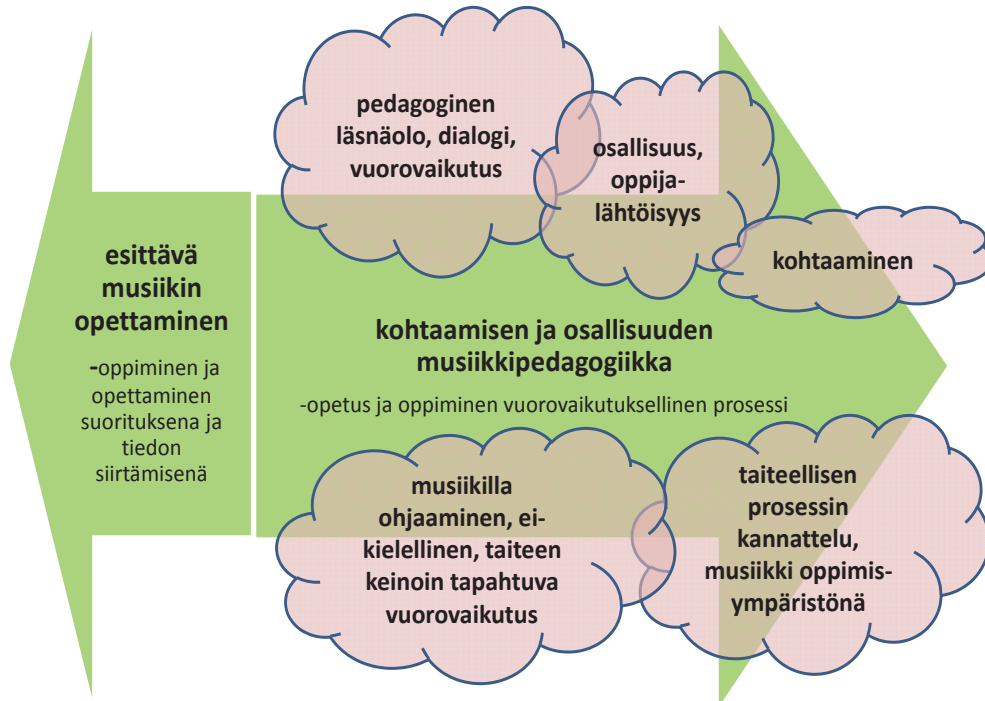 pedagoginen
läsnäolo, dialogi,
vuorovaikutus
osallisuus,
oppija-
lähtöisyys
kohtaaminen
esittävä
musiikin
opettaminen
-oppiminen ja
opettaminen
suorituksena ja
tiedon
siirtämisenä
kohtaamisen ja osallisuuden
musiikkipedagogiikka
-opetus ja oppiminen vuorovaikutuksellinen prosessi
musiikilla
ohjaaminen, ei-
kielellinen, taiteen
keinoin tapahtuva
vuorovaikutus
taiteellisen
prosessin
kannattelu,
musiikki oppimis-
ympäristönä